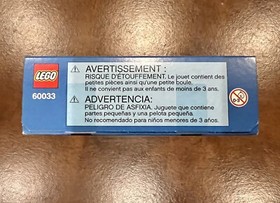 LEGO
60033
⚠ AVERTISSEMENT :
RISQUE D'ÉTOUFFEMENT. Le jouet contient des
petites pièces ainsi qu'une petite boule.
Il ne convient pas aux enfants de moins de 3 ans.
⚠ ADVERTENCIA:
PELIGRO DE ASFIXIA. Juguete que contiene
partes pequeñas y una pelota pequeña.
No recomendado para niños menores de 3 años.